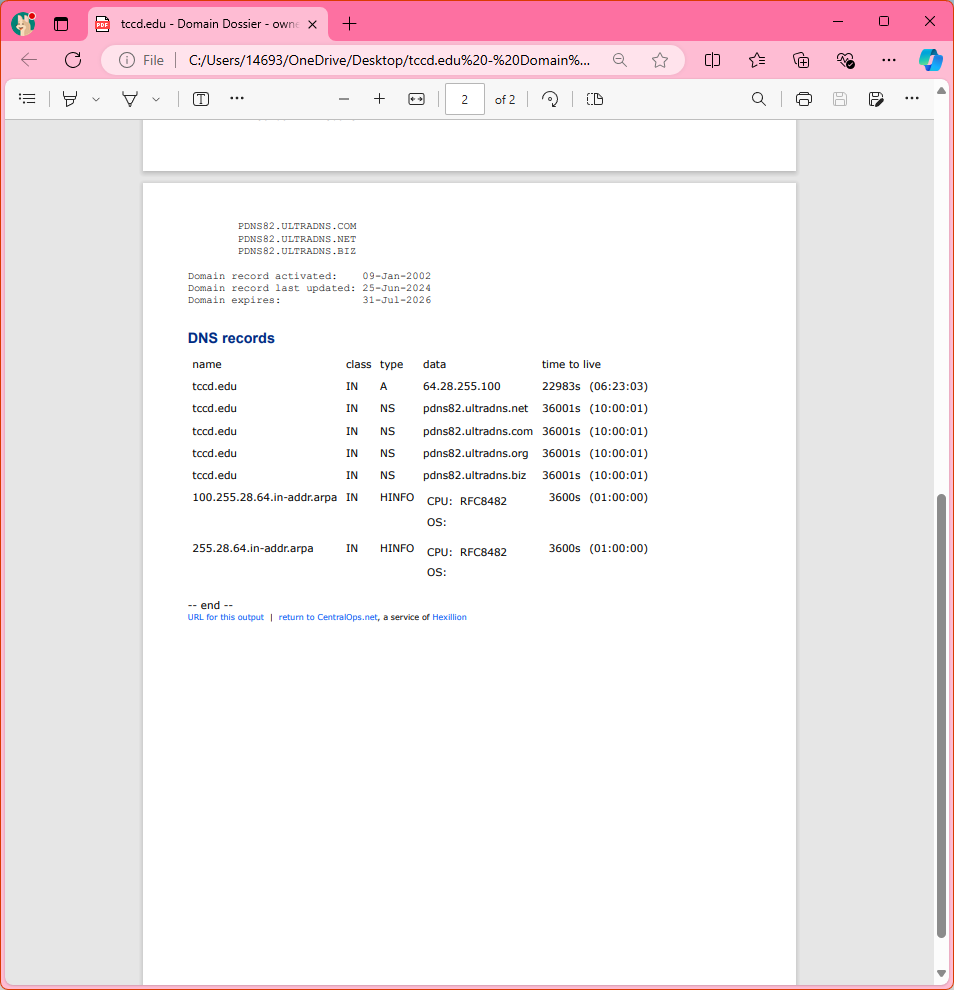 tccd.edu - Domain Dossier - owne
File
C:/Users/14693/OneDrive/Desktop/tccd.edu%20-%20Domain%...
2 of 2
PDNS82.ULTRADNS.COM
PDNS82.ULTRADNS.NET
PDNS82.ULTRADNS.BIZ
Domain record activated: 09-Jan-2002
Domain record last updated: 25-Jun-2024
Domain expires: 31-Jul-2026
DNS records
name class type data time to live
tccd.edu IN A 64.28.255.100 22983s (06:23:03)
tccd.edu IN NS pdns82.ultradns.net 36001s (10:00:01)
tccd.edu IN NS pdns82.ultradns.com 36001s (10:00:01)
tccd.edu IN NS pdns82.ultradns.org 36001s (10:00:01)
tccd.edu IN NS pdns82.ultradns.biz 36001s (10:00:01)
100.255.28.64.in-addr.arpa IN HINFO CPU: RFC8482 3600s (01:00:00)
OS:
255.28.64.in-addr.arpa IN HINFO CPU: RFC8482 3600s (01:00:00)
OS:
-- end --
URL for this output | return to CentralOps.net, a service of Hexillion